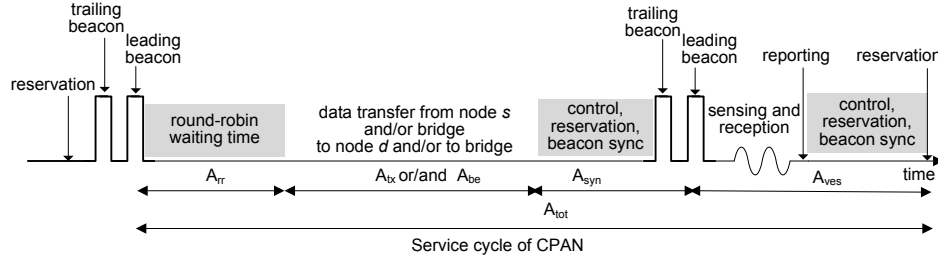 trailing
beacon
leading
beacon
reservation
round-robin
waiting time
data transfer from node s
and/or bridge
to node d and/or to bridge
control,
reservation,
beacon sync
trailing
beacon
leading
beacon
sensing and
reception
reporting
reservation
control,
reservation,
beacon sync
time
A_rr
A_tx or/and A_be
A_syn
A_ves
A_tot
Service cycle of CPAN